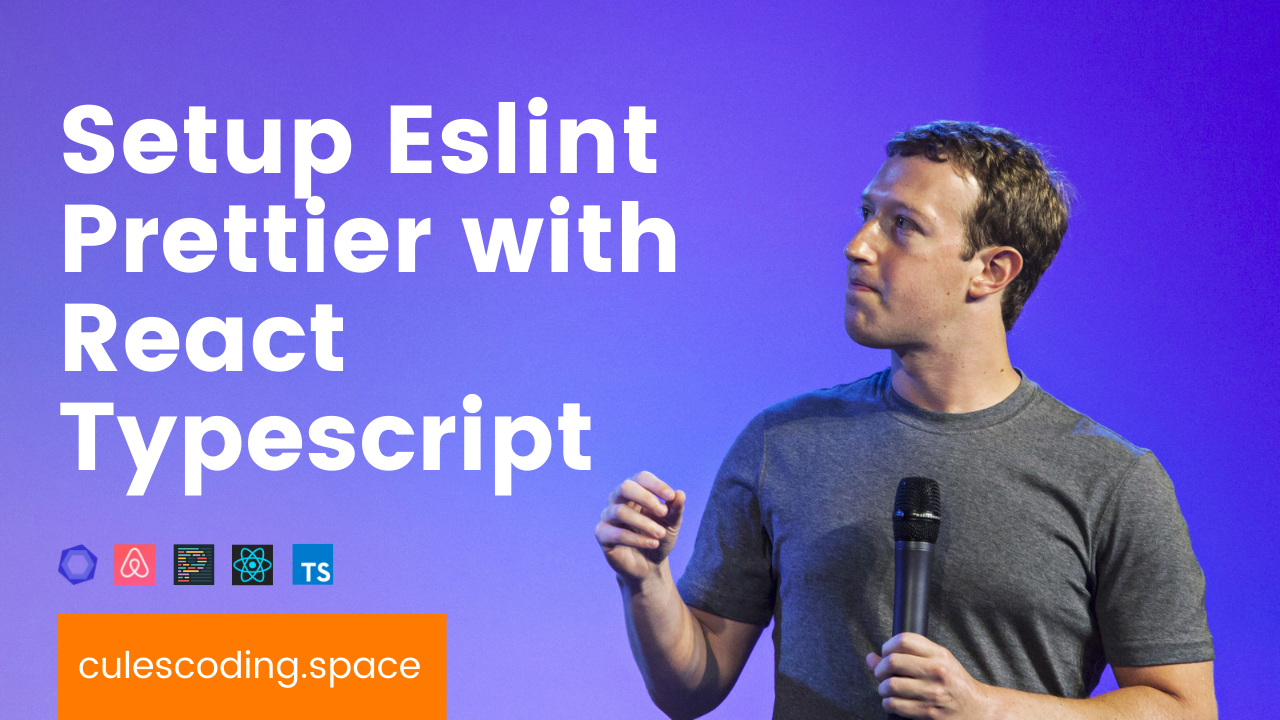 Setup Eslint
Prettier with
React
Typescript
TS
culescoding.space